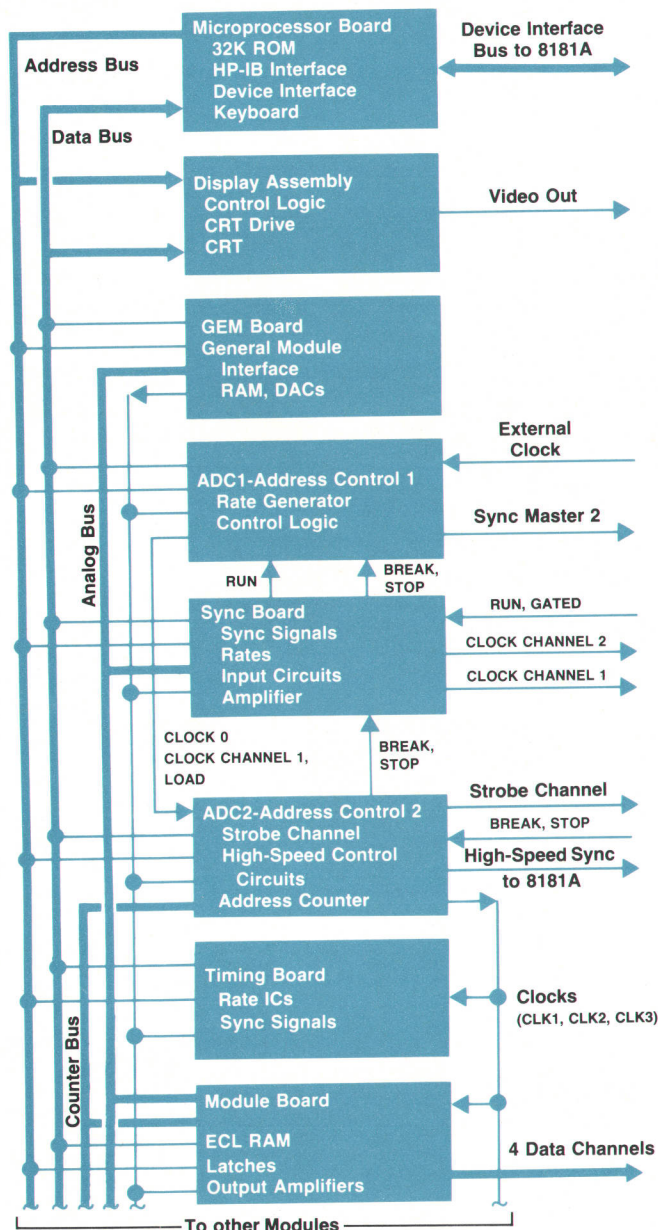 Microprocessor Board
32K ROM
HP-IB Interface
Device Interface
Keyboard
Device Interface
Bus to 8181A
Address Bus
Data Bus
Display Assembly
Control Logic
CRT Drive
CRT
Video Out
GEM Board
General Module
Interface
RAM, DACs
Analog Bus
External
Clock
ADC1-Address Control 1
Rate Generator
Control Logic
Sync Master 2
RUN
BREAK,
STOP
Sync Board
Sync Signals
Rates
Input Circuits
Amplifier
RUN, GATED
CLOCK CHANNEL 2
CLOCK CHANNEL 1
CLOCK 0
CLOCK CHANNEL 1,
LOAD
BREAK,
STOP
ADC2-Address Control 2
Strobe Channel
High-Speed Control
Circuits
Address Counter
Strobe Channel
BREAK, STOP
High-Speed Sync
to 8181A
Timing Board
Rate ICs
Sync Signals
Clocks
(CLK1, CLK2, CLK3)
Counter Bus
Module Board
ECL RAM
Latches
Output Amplifiers
4 Data Channels
To other Modules